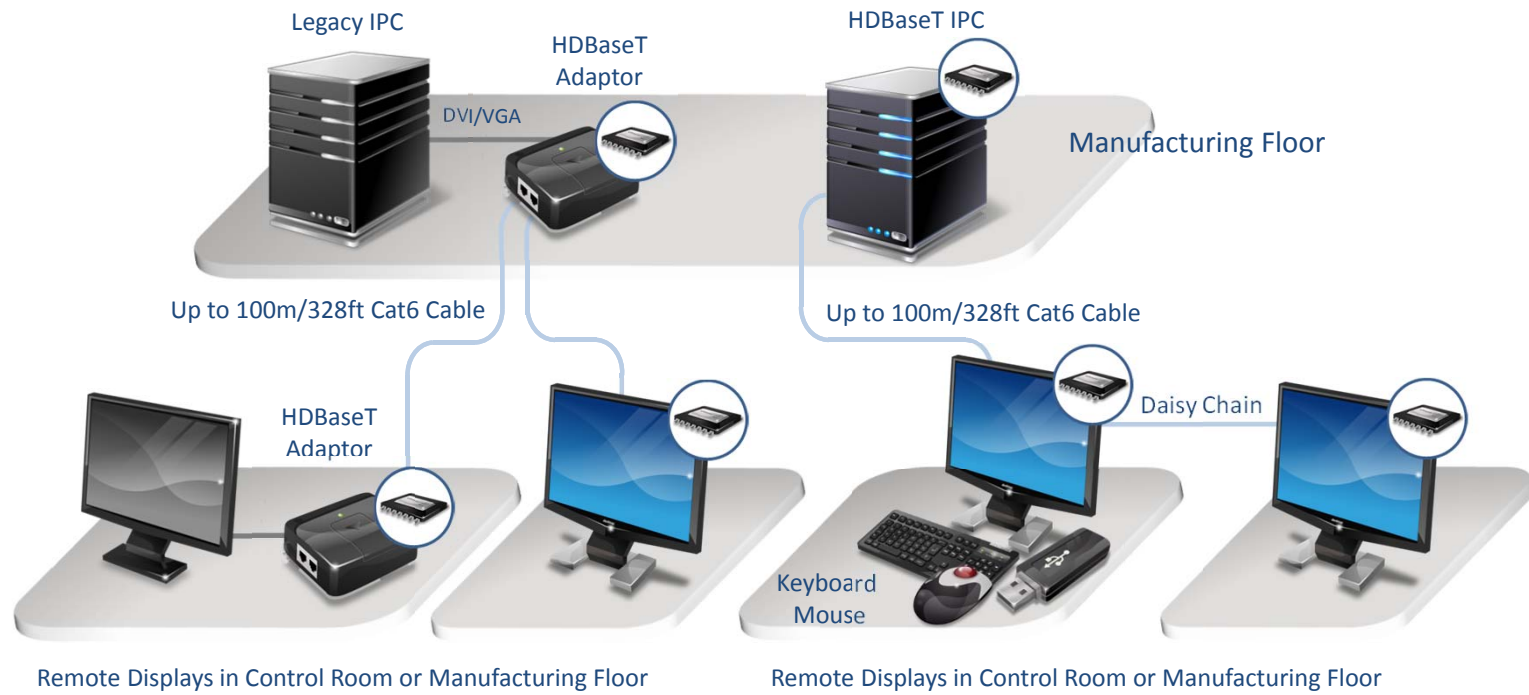 Legacy IPC
HDBaseT
Adaptor
HDBaseT IPC
DVI/VGA
Manufacturing Floor
Up to 100m/328ft Cat6 Cable
Up to 100m/328ft Cat6 Cable
HDBaseT
Adaptor
Daisy Chain
Keyboard
Mouse
Remote Displays in Control Room or Manufacturing Floor
Remote Displays in Control Room or Manufacturing Floor